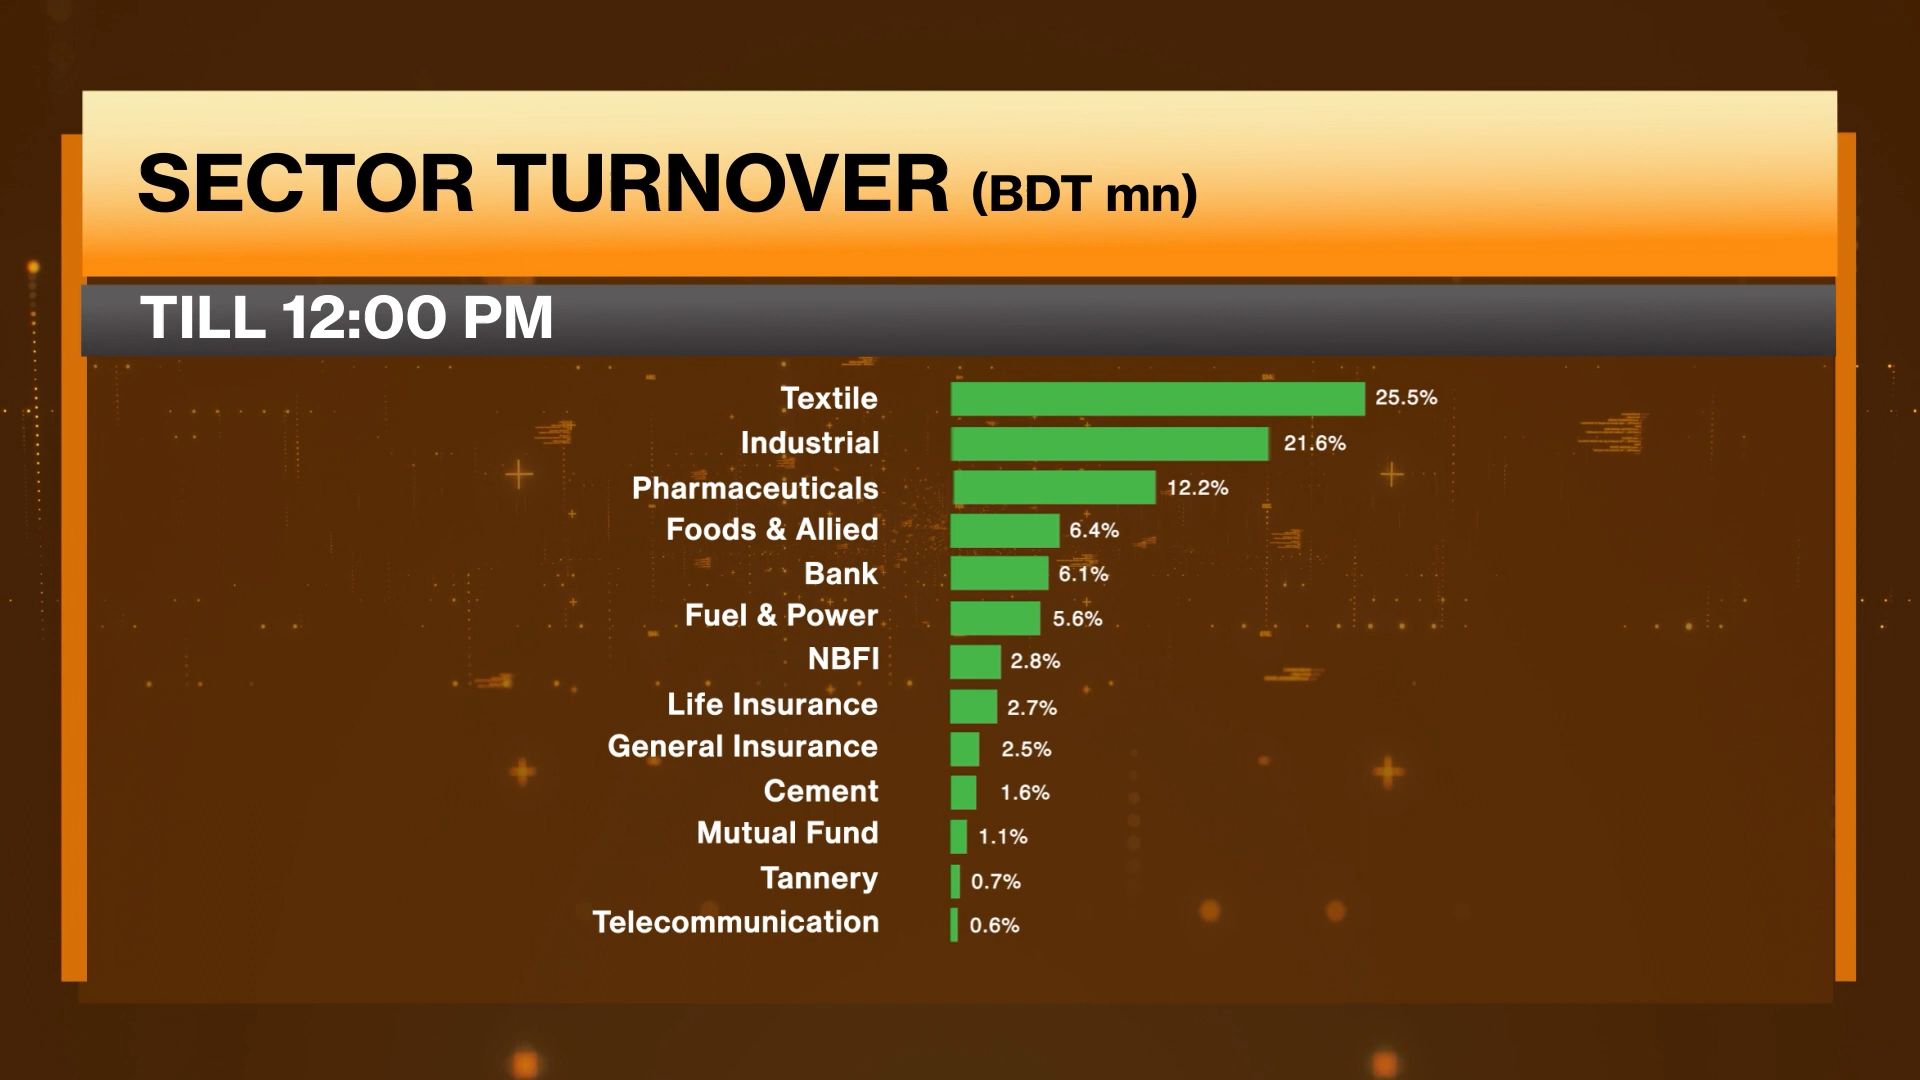 SECTOR TURNOVER (BDT mn)
TILL 12:00 PM
Textile 25.5%
Industrial 21.6%
Pharmaceuticals 12.2%
Foods & Allied 6.4%
Bank 6.1%
Fuel & Power 5.6%
NBFI 2.8%
Life Insurance 2.7%
General Insurance 2.5%
Cement 1.6%
Mutual Fund 1.1%
Tannery 0.7%
Telecommunication 0.6%